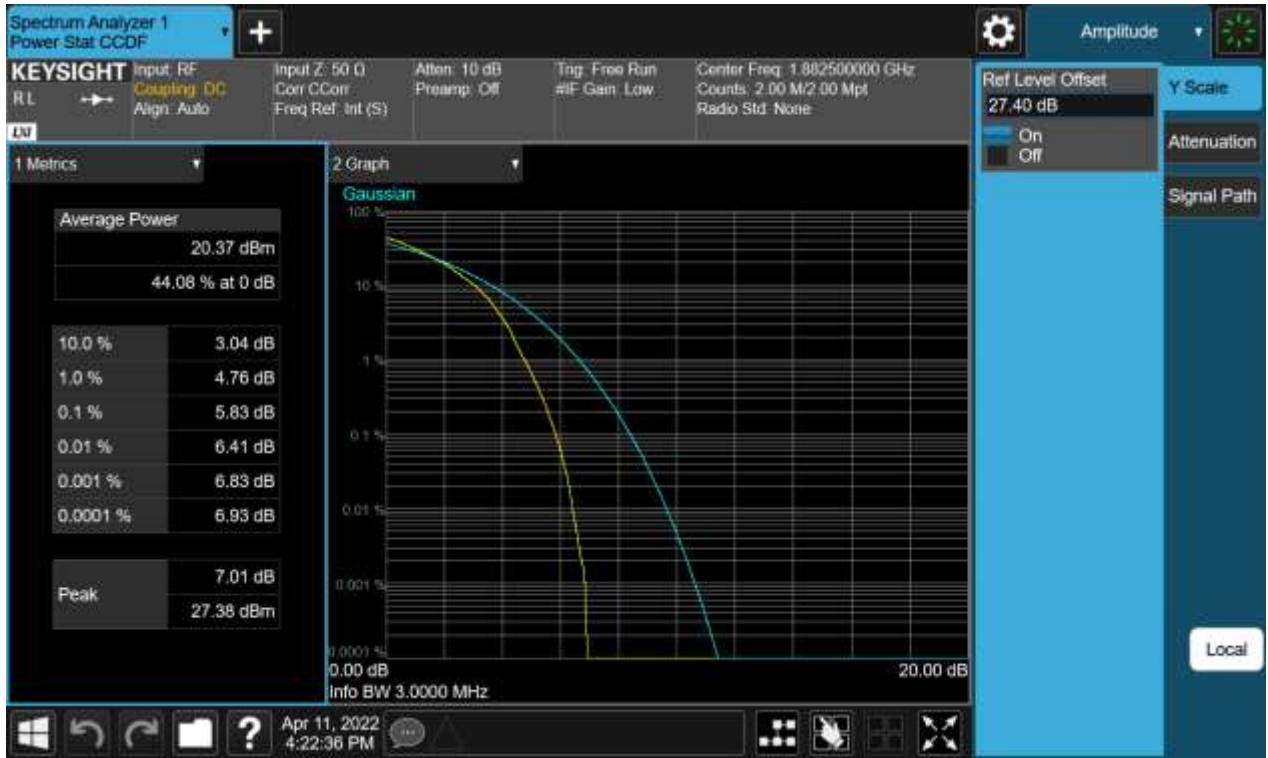 Spectrum Analyzer 1
Power Stat CCDF
+
Amplitude
KEYSIGHT
RL
LXI
Input: RF
Coupling: DC
Align: Auto
Input Z: 50 Ω
Corr CCorr
Freq Ref: Int (S)
Atten: 10 dB
Preamp: Off
Trig: Free Run
#IF Gain: Low
Center Freq: 1.882500000 GHz
Counts: 2.00 M/2.00 Mpt
Radio Std: None
Ref Level Offset
27.40 dB
On
Off
Y Scale
Attenuation
Signal Path
Local
1 Metrics
Average Power
20.37 dBm
44.08 % at 0 dB
10.0 % 3.04 dB
1.0 % 4.76 dB
0.1 % 5.83 dB
0.01 % 6.41 dB
0.001 % 6.83 dB
0.0001 % 6.93 dB
Peak
7.01 dB
27.38 dBm
2 Graph
Gaussian
100 %
10 %
1 %
0.1 %
0.01 %
0.001 %
0.0001 %
0.00 dB 20.00 dB
Info BW 3.0000 MHz
?
Apr 11, 2022
4:22:36 PM